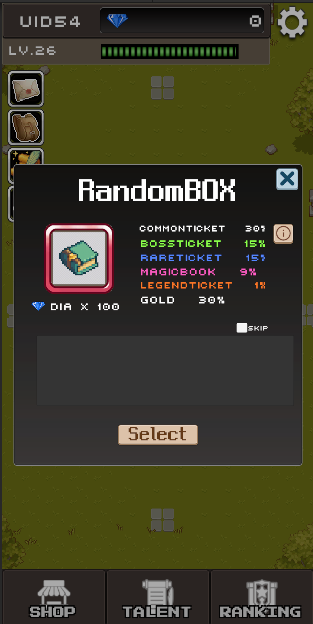 UID54 0
LV.26
RandomBOX
COMMONTICKET 30%
BOSSTICKET 15%
RARETICKET 15%
MAGICBOOK 9%
LEGENDTICKET 1%
GOLD 30%
DIA X 100
SKIP
Select
SHOP TALENT RANKING